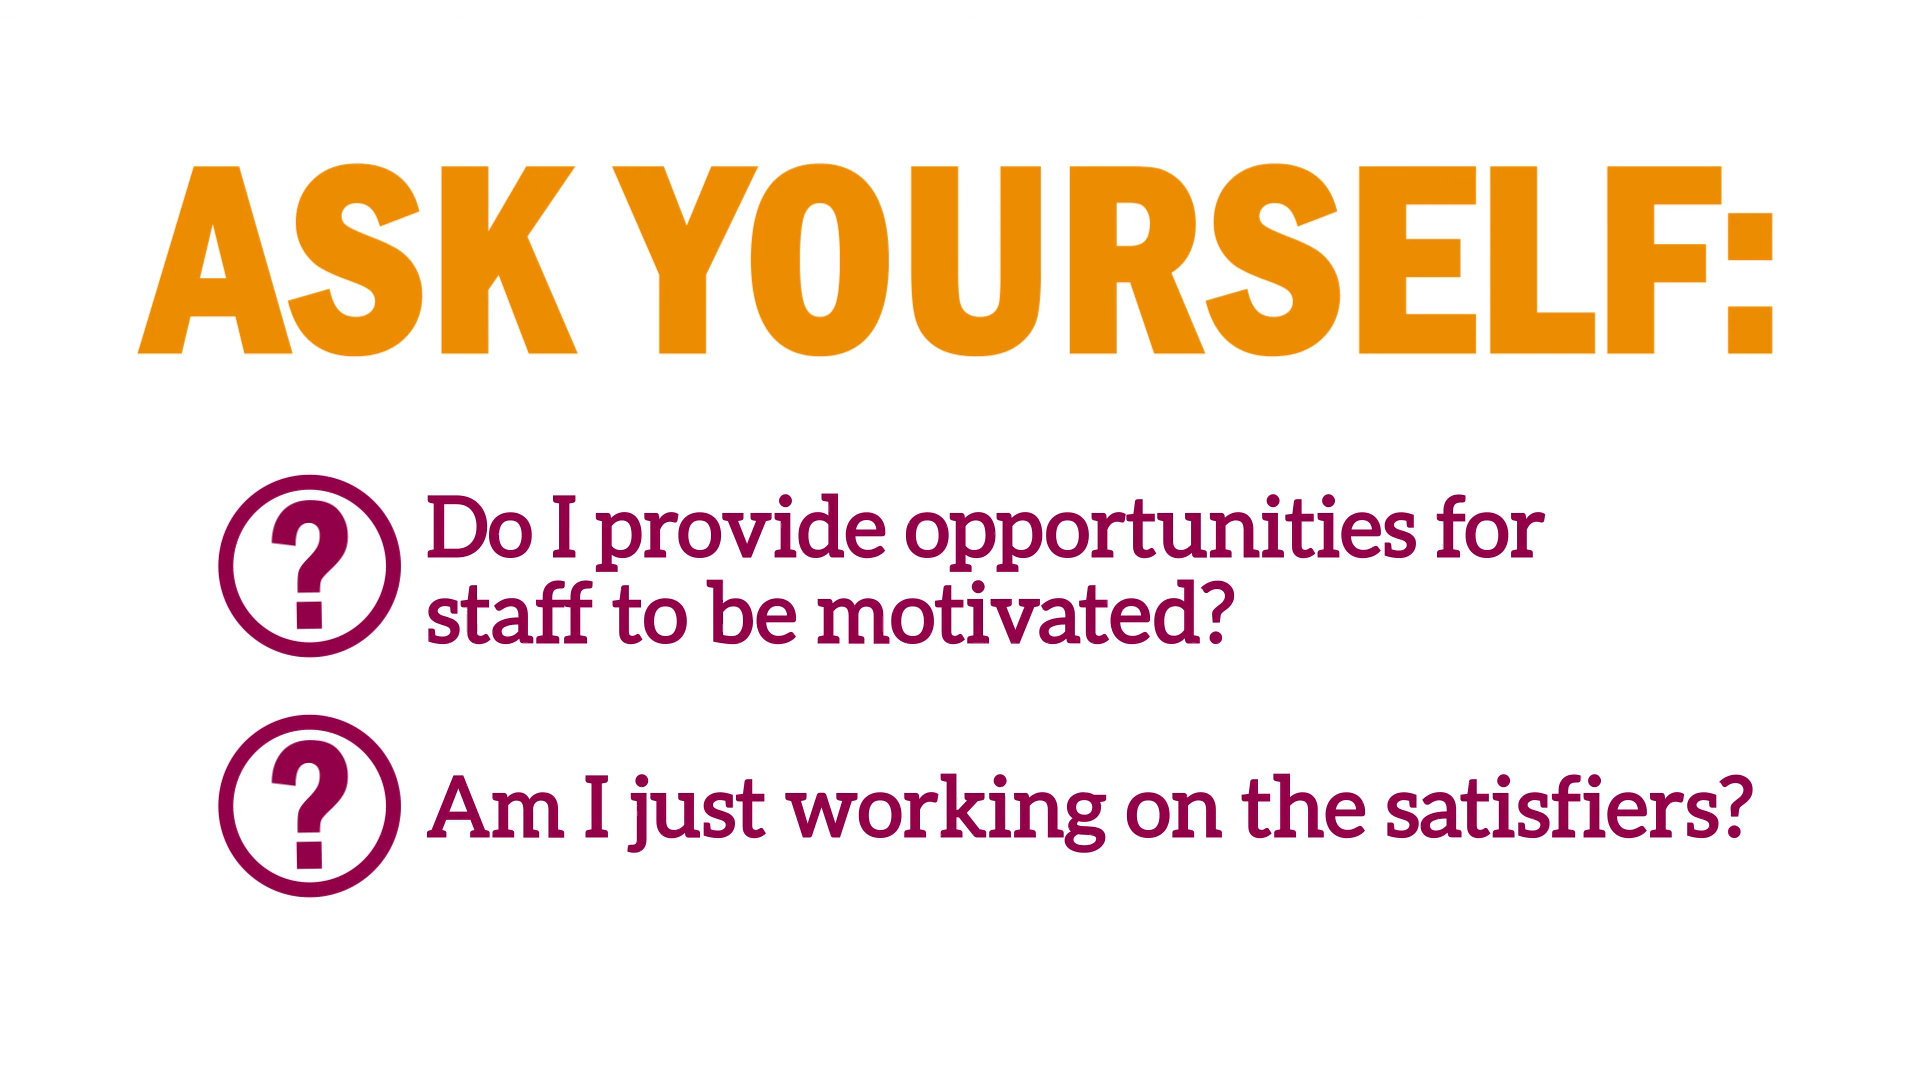 ASK YOURSELF:
Do I provide opportunities for
staff to be motivated?
Am I just working on the satisfiers?